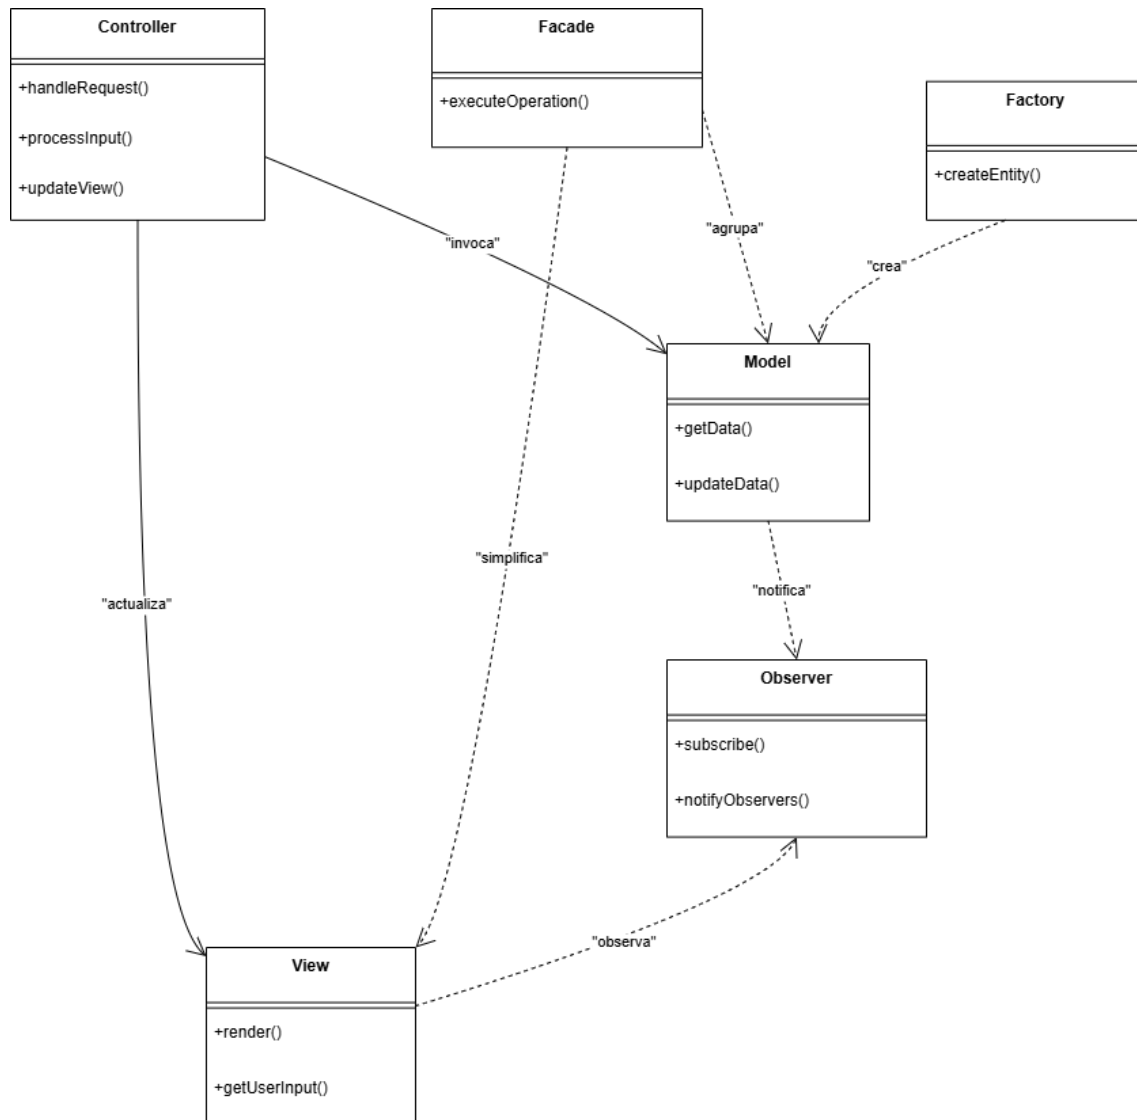 Controller
+handleRequest()
+processInput()
+updateView()
Facade
+executeOperation()
Factory
+createEntity()
"invoca"
"agrupa"
"crea"
Model
+getData()
+updateData()
"simplifica"
"actualiza"
"notifica"
Observer
+subscribe()
+notifyObservers()
"observa"
View
+render()
+getUserInput()